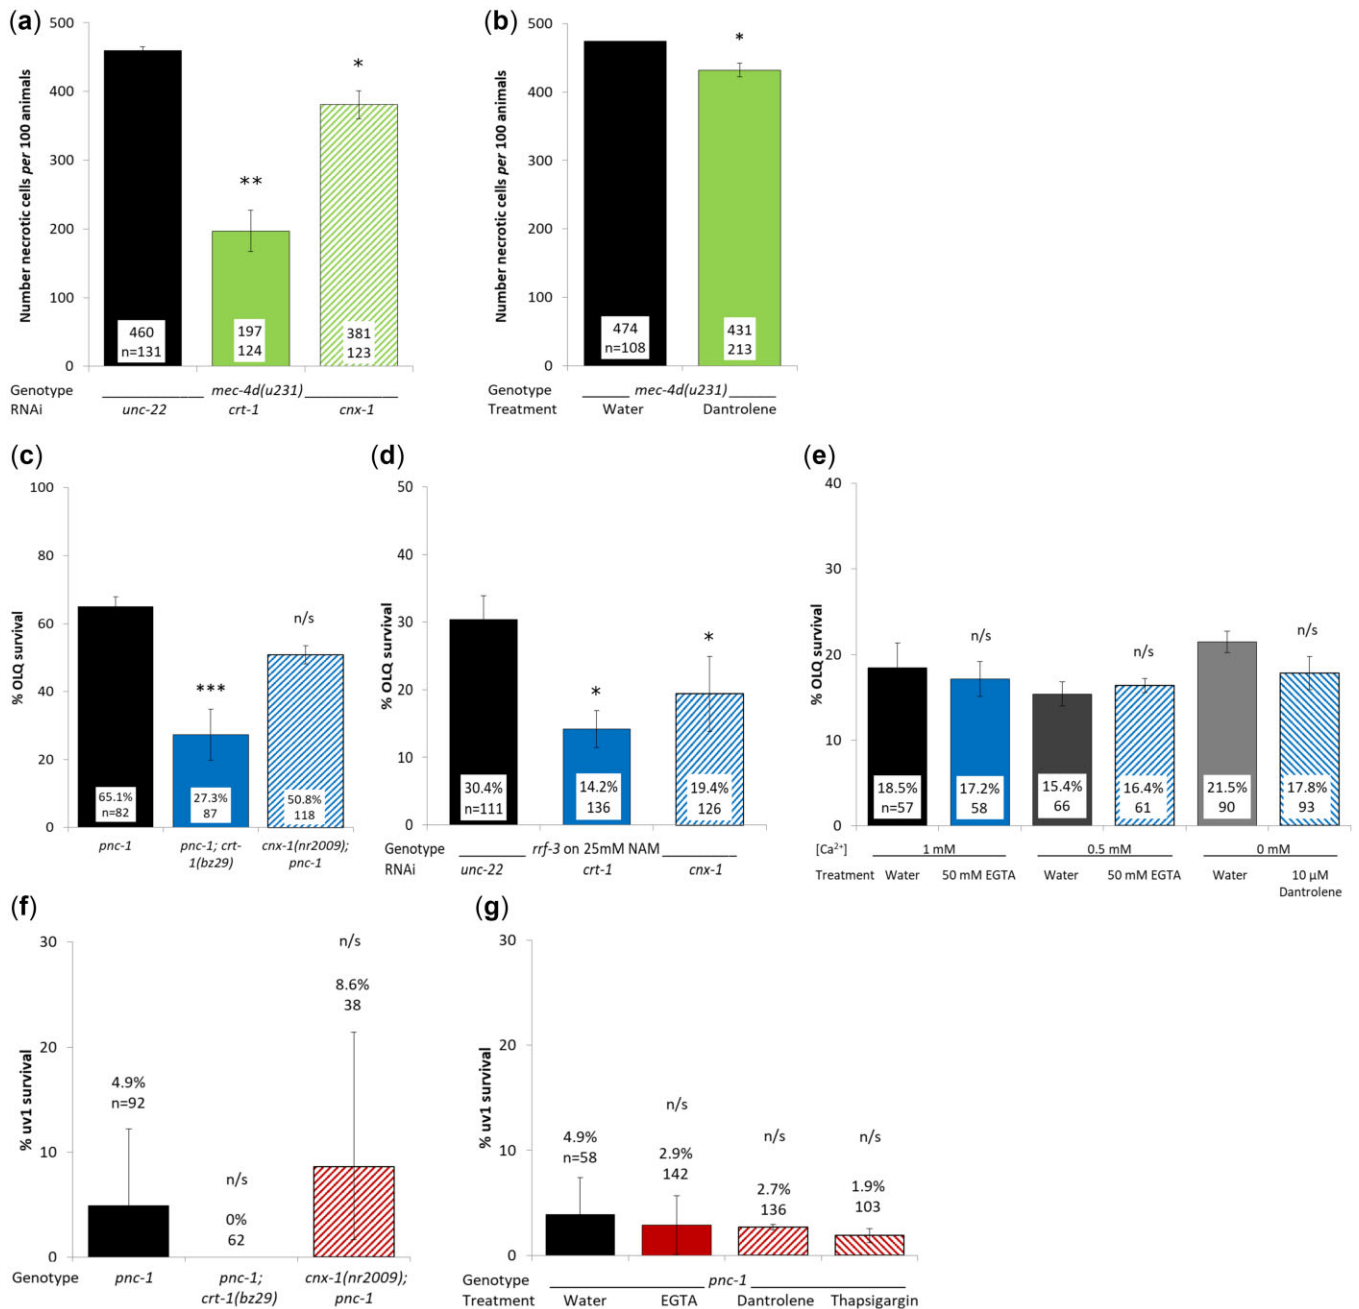 (a)
500
400
300
200
100
0
Number necrotic cells per 100 animals
**
*
460
n=131
197
124
381
123
Genotype mec-4d(u231)
RNAi unc-22 crt-1 cnx-1
(b)
500
400
300
200
100
0
Number necrotic cells per 100 animals
*
474
n=108
431
213
Genotype mec-4d(u231)
Treatment Water Dantrolene
(c)
100
80
60
40
20
0
% OLQ survival
***
n/s
65.1%
n=82
27.3%
87
50.8%
118
pnc-1
pnc-1; crt-
1(bz29)
cnx-1(nr2009);
pnc-1
(d)
50
40
30
20
10
0
% OLQ survival
*
*
30.4%
n=111
14.2%
136
19.4%
126
Genotype rrf-3 on 25mM NAM
RNAi unc-22 crt-1 cnx-1
(e)
40
30
20
10
0
% OLQ survival
n/s
n/s
n/s
18.5%
n=57
17.2%
58
15.4%
66
16.4%
61
21.5%
90
17.8%
93
[Ca²⁺] 1 mM 0.5 mM 0 mM
Treatment Water 50 mM EGTA Water 50 mM EGTA Water 10 µM
Dantrolene
(f)
30
20
10
0
% uv1 survival
4.9%
n=92
n/s
0%
62
n/s
8.6%
38
Genotype pnc-1
pnc-1;
crt-1(bz29)
cnx-1(nr2009);
pnc-1
(g)
30
20
10
0
% uv1 survival
4.9%
n=58
n/s
2.9%
142
n/s
2.7%
136
n/s
1.9%
103
Genotype pnc-1
Treatment Water EGTA Dantrolene Thapsigargin